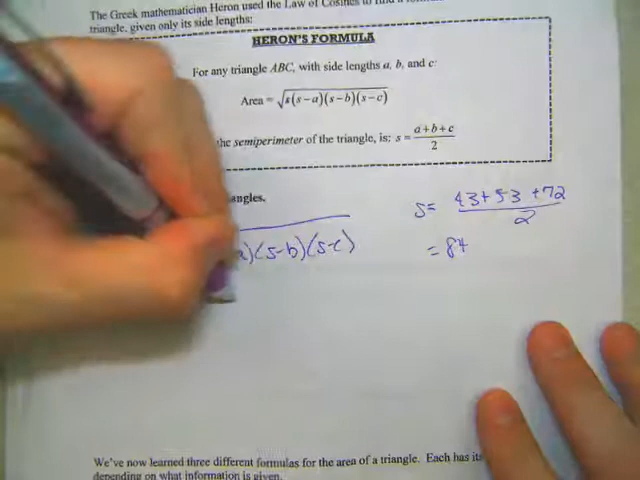 The Greek mathematician Heron used the Law of Cosines to find a
triangle, given only its side lengths:
HERON'S FORMULA
For any triangle ABC, with side lengths a, b, and c:
Area = √s(s−a)(s−b)(s−c)
the semiperimeter of the triangle, is: s = a+b+c / 2
angles.
s= 43+53+72 / 2
a)(s-b)(s-c)
= 84
We've now learned three different formulas for the area of a triangle. Each has its
depending on what information is given.